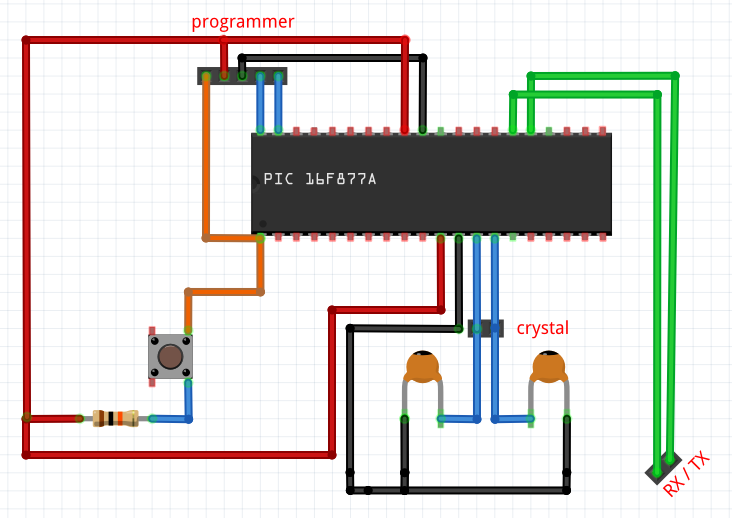 programmer
PIC 16F877A
crystal
RX / TX